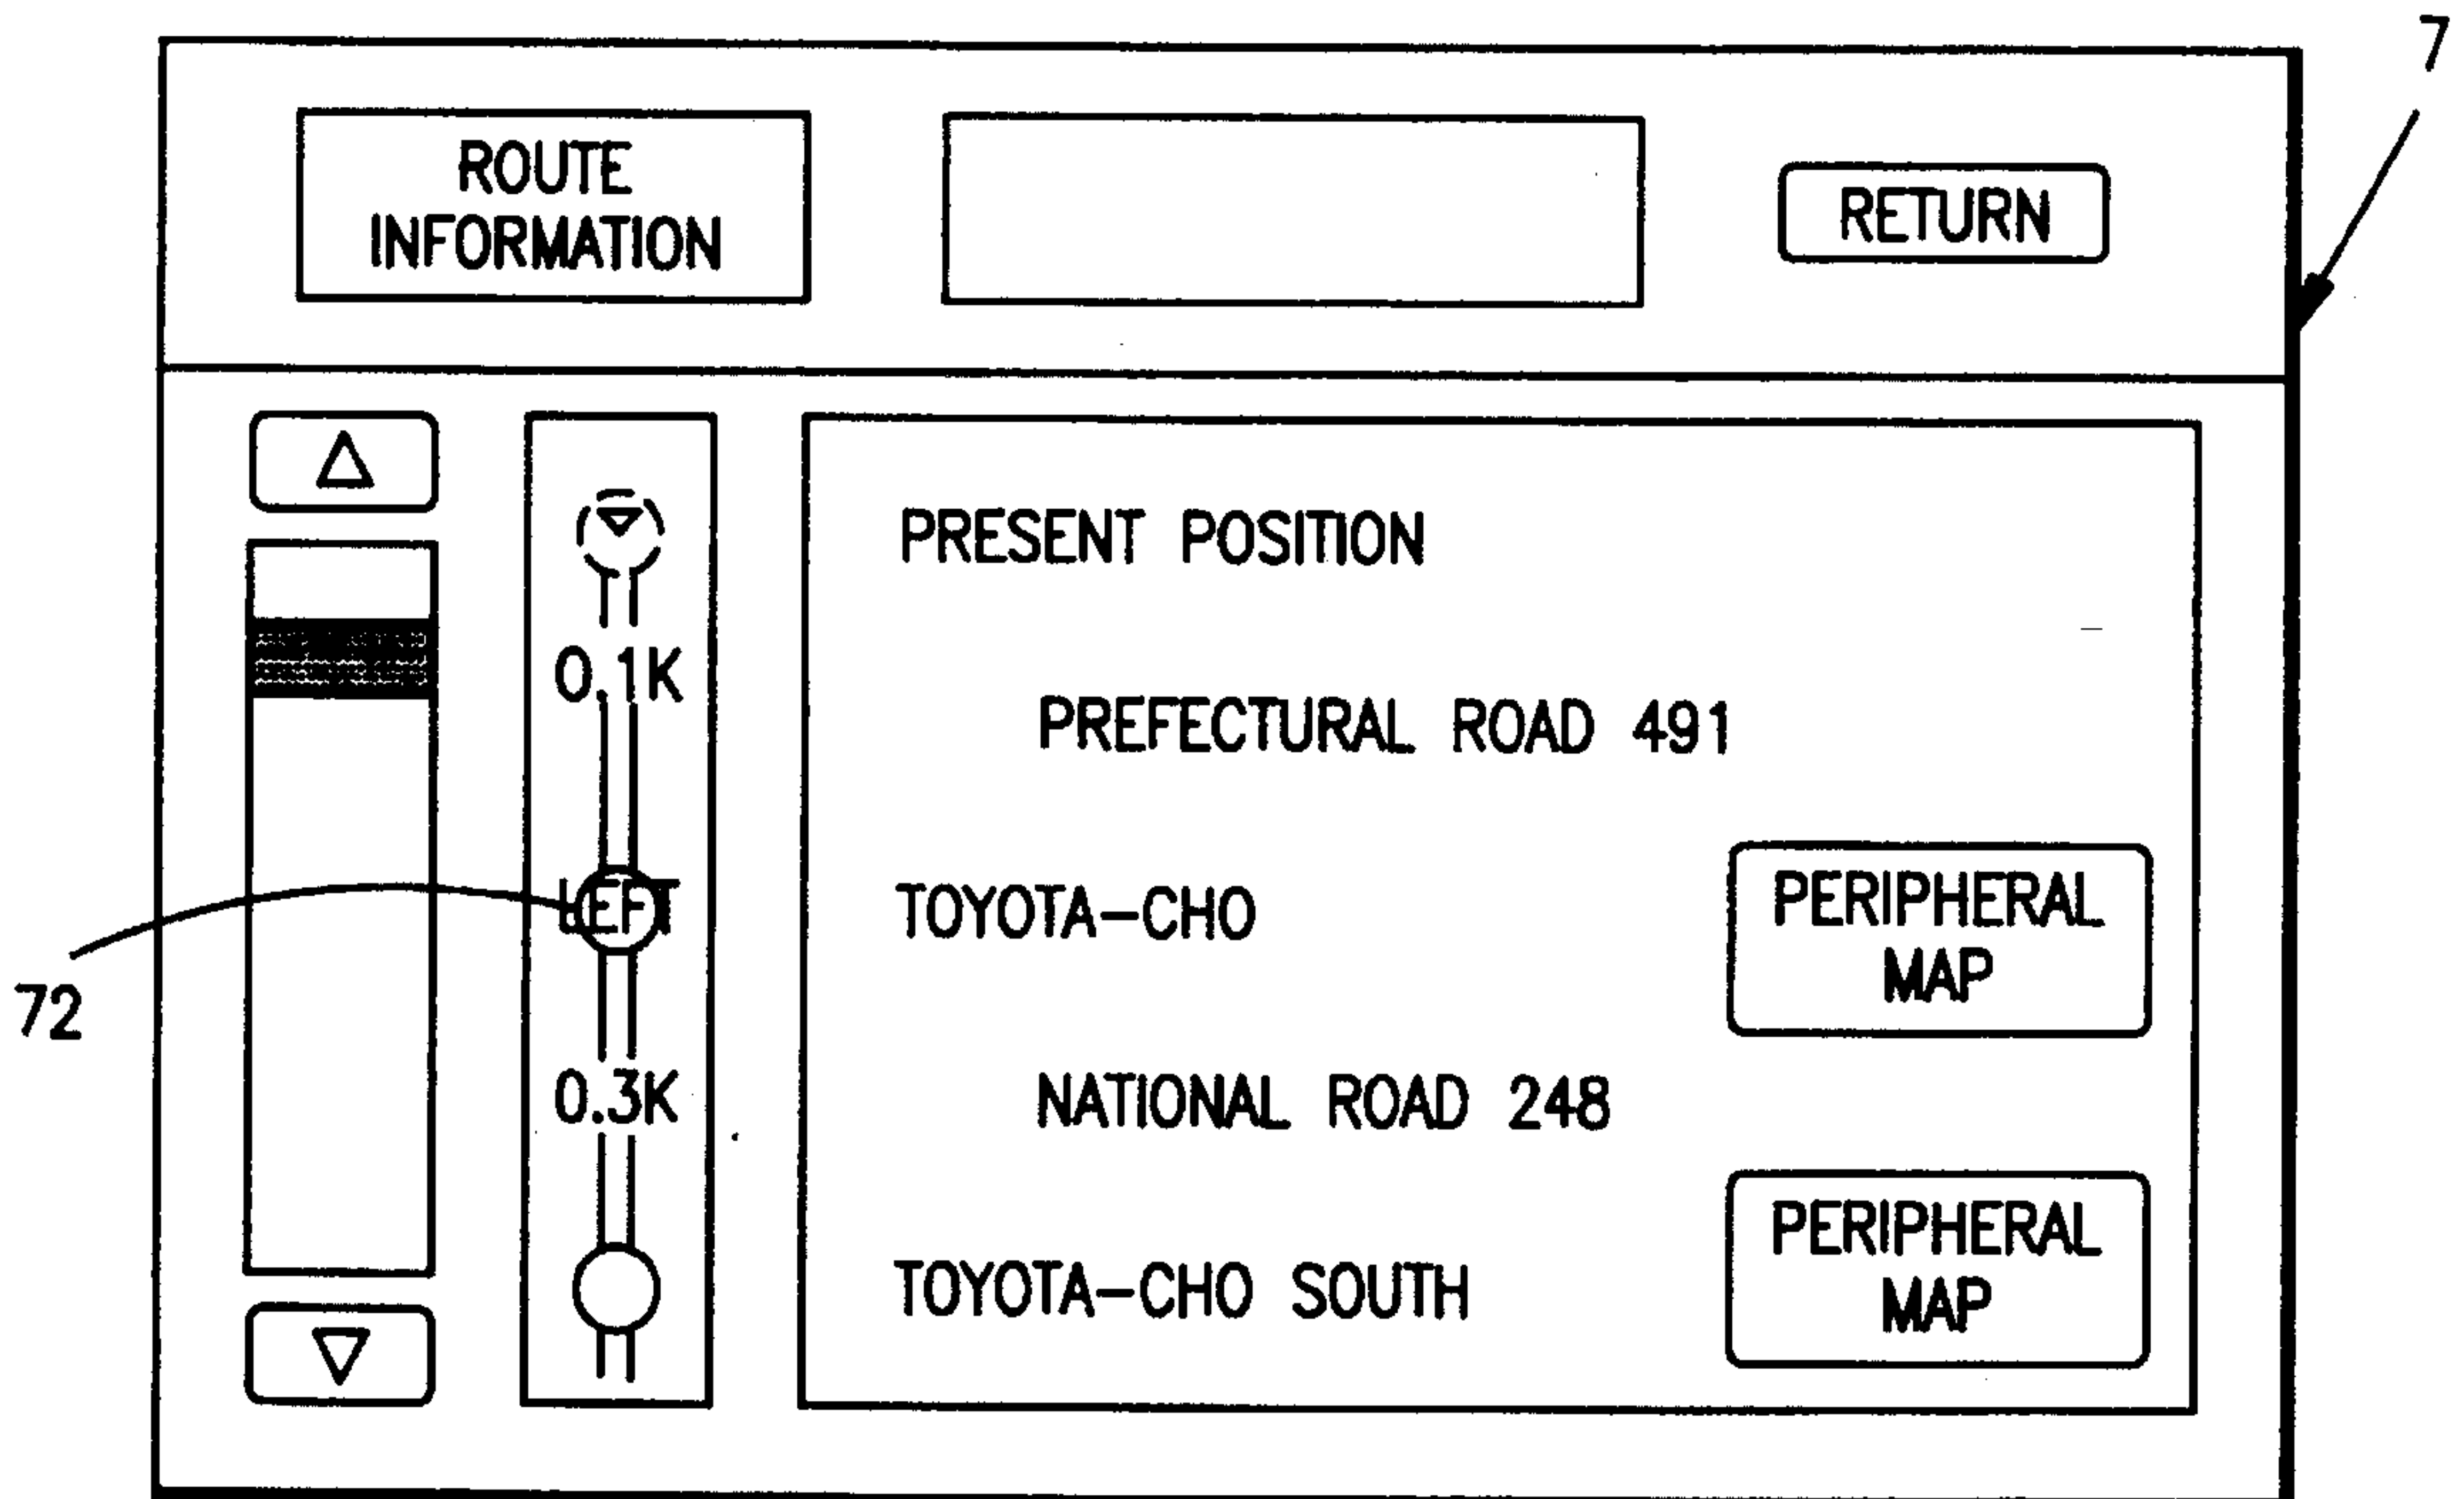 7
ROUTE
INFORMATION
RETURN
PRESENT POSITION
0.1K
PREFECTURAL ROAD 491
LEFT
TOYOTA-CHO
PERIPHERAL
MAP
72
0.3K
NATIONAL ROAD 248
TOYOTA-CHO SOUTH
PERIPHERAL
MAP